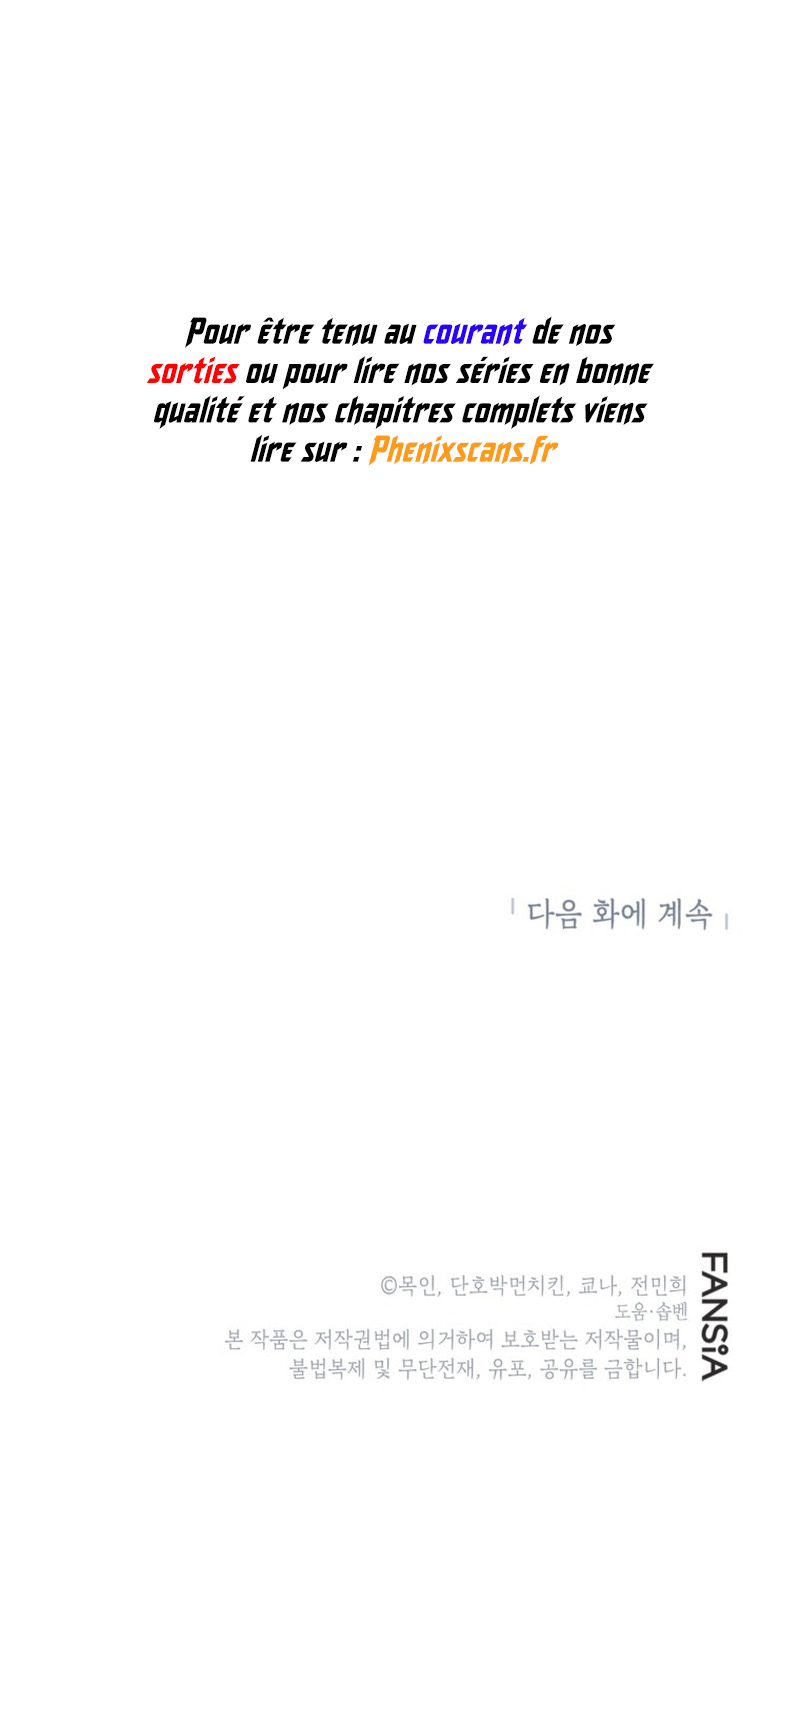 Pour être tenu au courant de nos
sorties ou pour lire nos séries en bonne
qualité et nos chapitres complets viens
lire sur : Phenixscans.fr
다음 화에 계속
©목인, 단호박먼치킨, 쿄나, 전민희
도움·솝벤
본 작품은 저작권법에 의거하여 보호받는 저작물이며,
불법복제 및 무단전재, 유포, 공유를 금합니다.
FANSiA